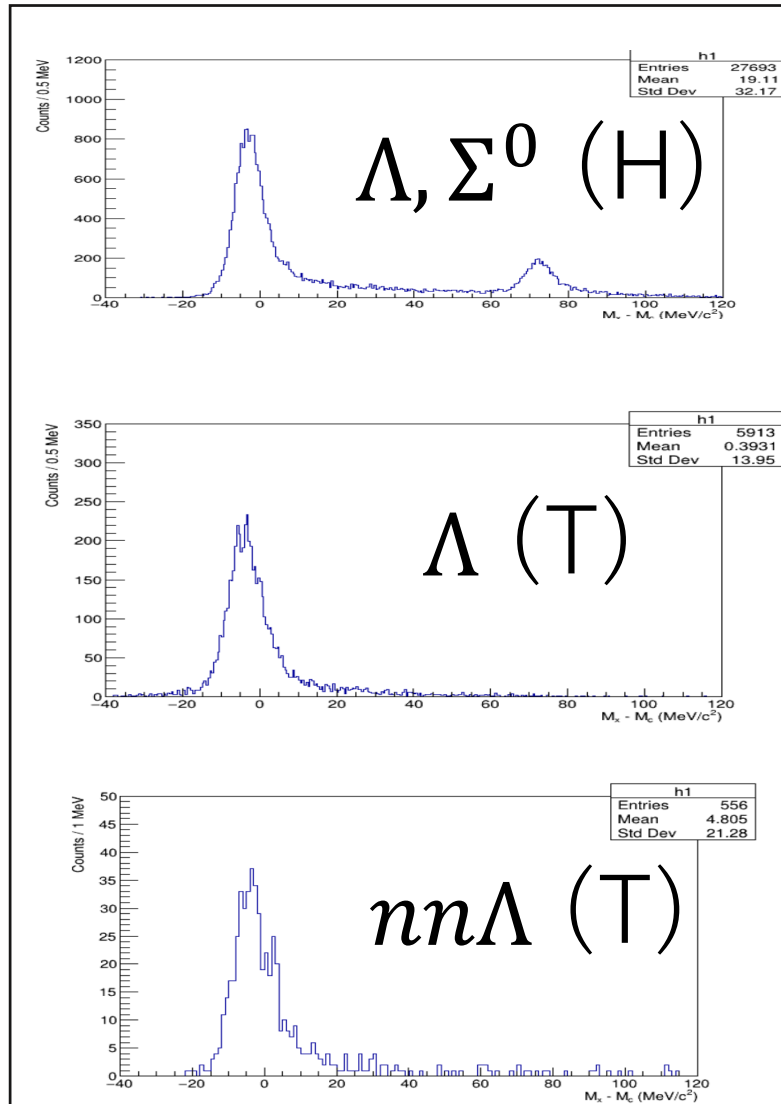 h1
Entries 27693
Mean 19.11
Std Dev 32.17
Counts / 0.5 MeV
1200
1000
800
600
400
200
0
Λ, Σ⁰ (H)
−40 −20 0 20 40 60 80 100 120
(MeV/c²)
h1
Entries 5913
Mean 0.3931
Std Dev 13.95
Counts / 0.5 MeV
350
300
250
200
150
100
50
0
Λ (T)
−40 −20 0 20 40 60 80 100 120
Mₓ - M_c (MeV/c²)
h1
Entries 556
Mean 4.805
Std Dev 21.28
Counts / 1 MeV
50
45
40
35
30
25
20
15
10
5
0
nnΛ (T)
−40 −20 0 20 40 60 80 100 120
Mₓ - M_c (MeV/c²)